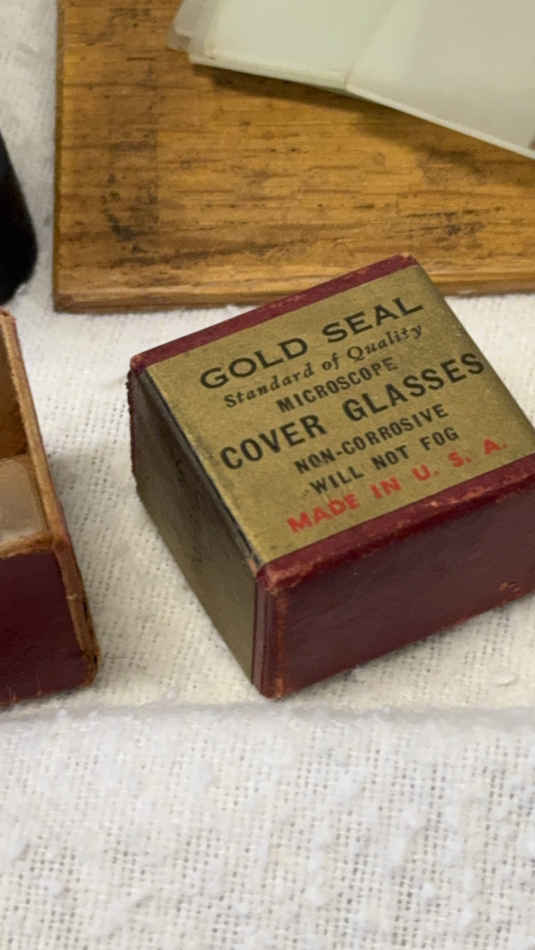 GOLD SEAL
Standard of Quality
MICROSCOPE
COVER GLASSES
NON-CORROSIVE
WILL NOT FOG
MADE IN U. S. A.